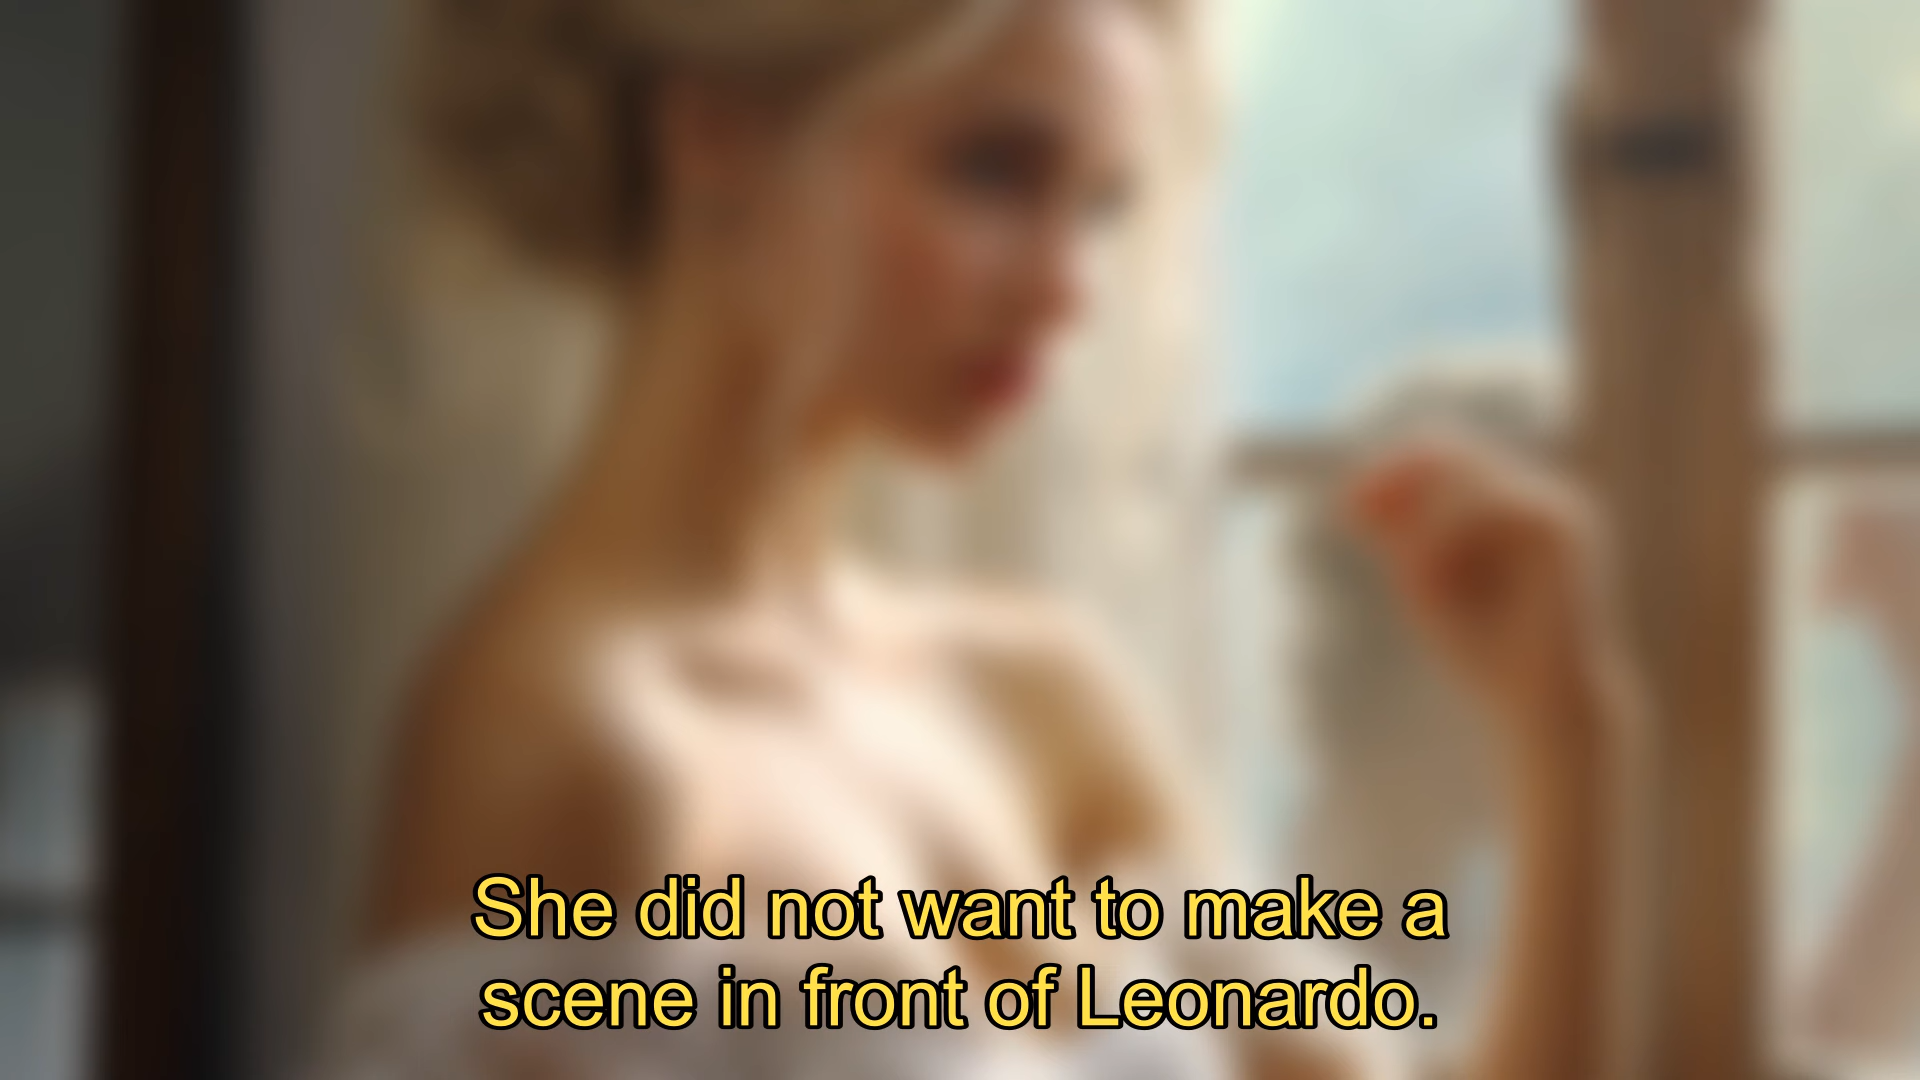 She did not want to make a
scene in front of Leonardo.